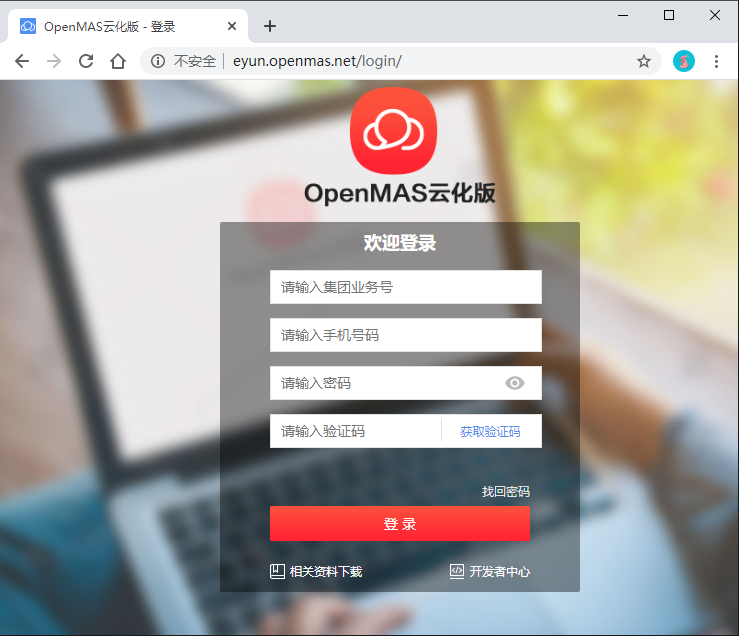 OpenMAS云化版 - 登录
不安全 | eyun.openmas.net/login/
OpenMAS云化版
欢迎登录
请输入集团业务号
请输入手机号码
请输入密码
请输入验证码 获取验证码
找回密码
登 录
相关资料下载 开发者中心